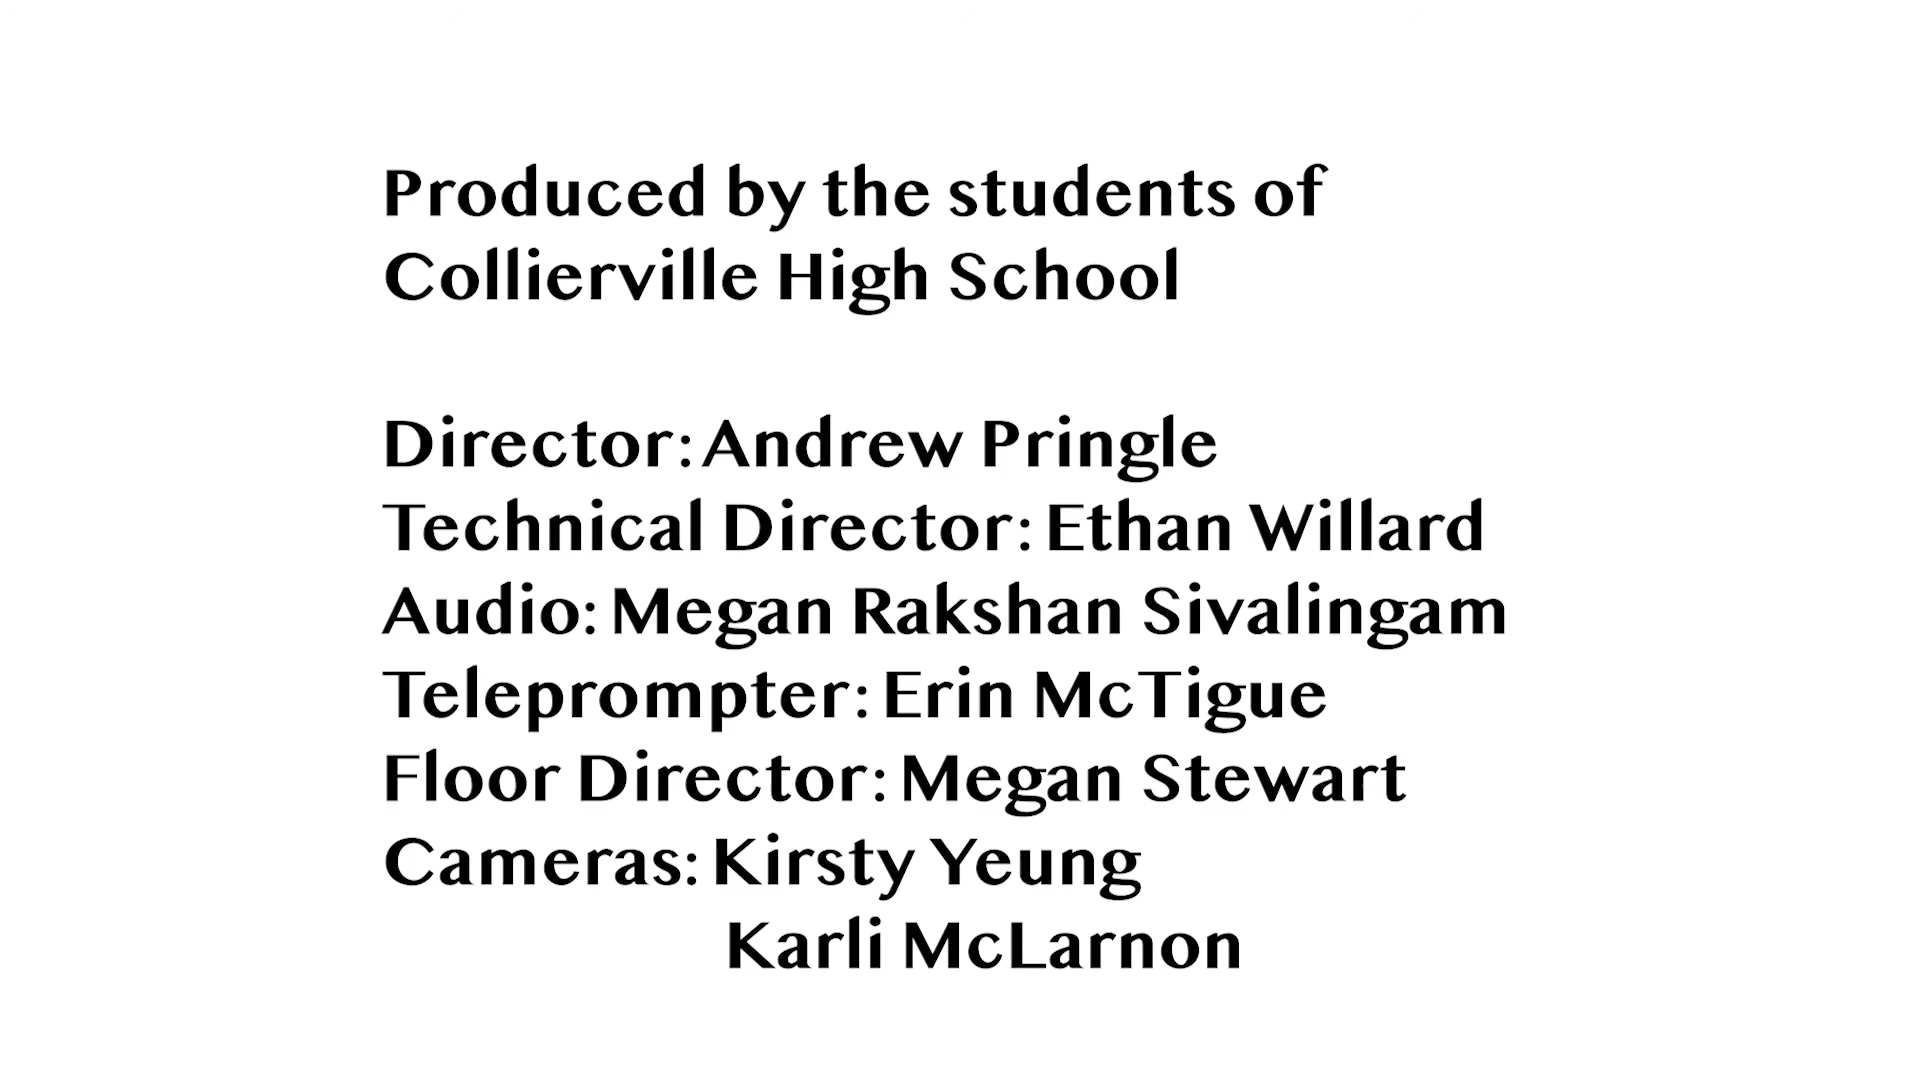 Produced by the students of
Collierville High School
Director: Andrew Pringle
Technical Director: Ethan Willard
Audio: Megan Rakshan Sivalingam
Teleprompter: Erin McTigue
Floor Director: Megan Stewart
Cameras: Kirsty Yeung
Karli McLarnon